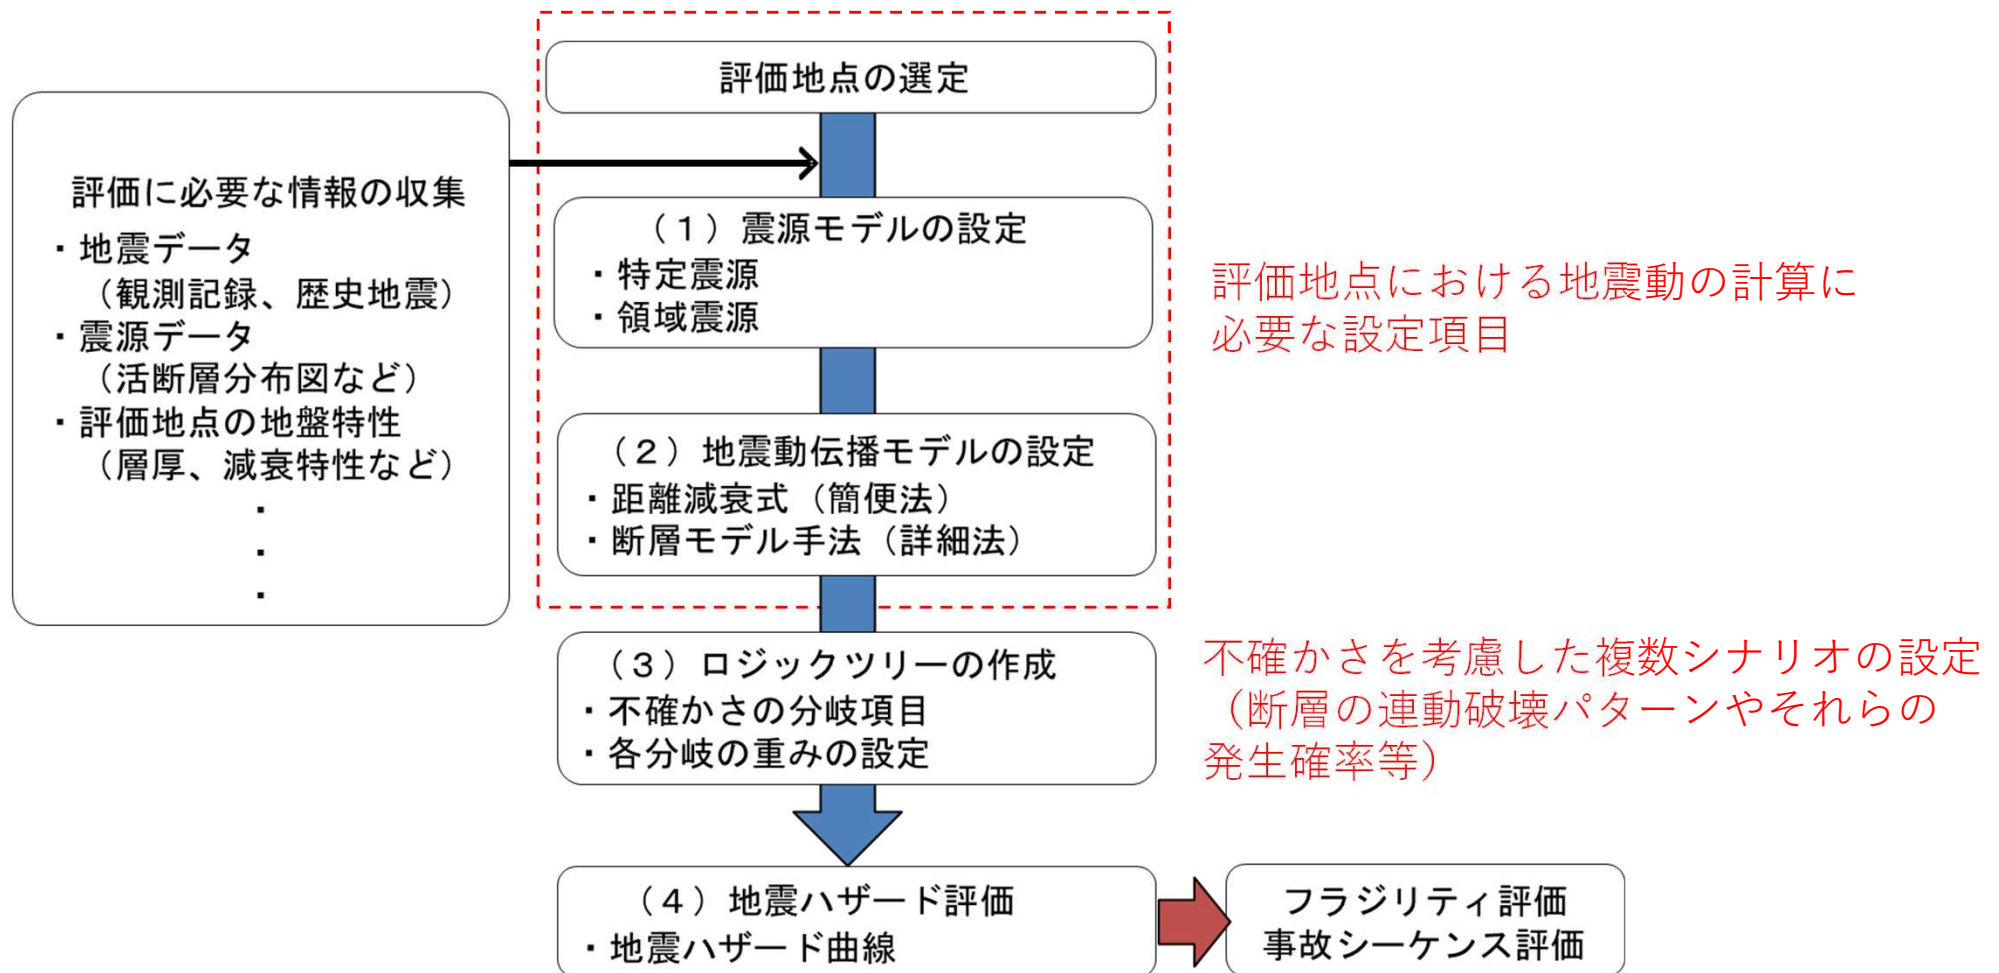 評価地点の選定
評価に必要な情報の収集
・地震データ
（観測記録、歴史地震）
・震源データ
（活断層分布図など）
・評価地点の地盤特性
（層厚、減衰特性など）
・
・
・
（１）震源モデルの設定
・特定震源
・領域震源
評価地点における地震動の計算に
必要な設定項目
（２）地震動伝播モデルの設定
・距離減衰式（簡便法）
・断層モデル手法（詳細法）
（３）ロジックツリーの作成
・不確かさの分岐項目
・各分岐の重みの設定
不確かさを考慮した複数シナリオの設定
（断層の連動破壊パターンやそれらの
発生確率等）
（４）地震ハザード評価
・地震ハザード曲線
フラジリティ評価
事故シーケンス評価